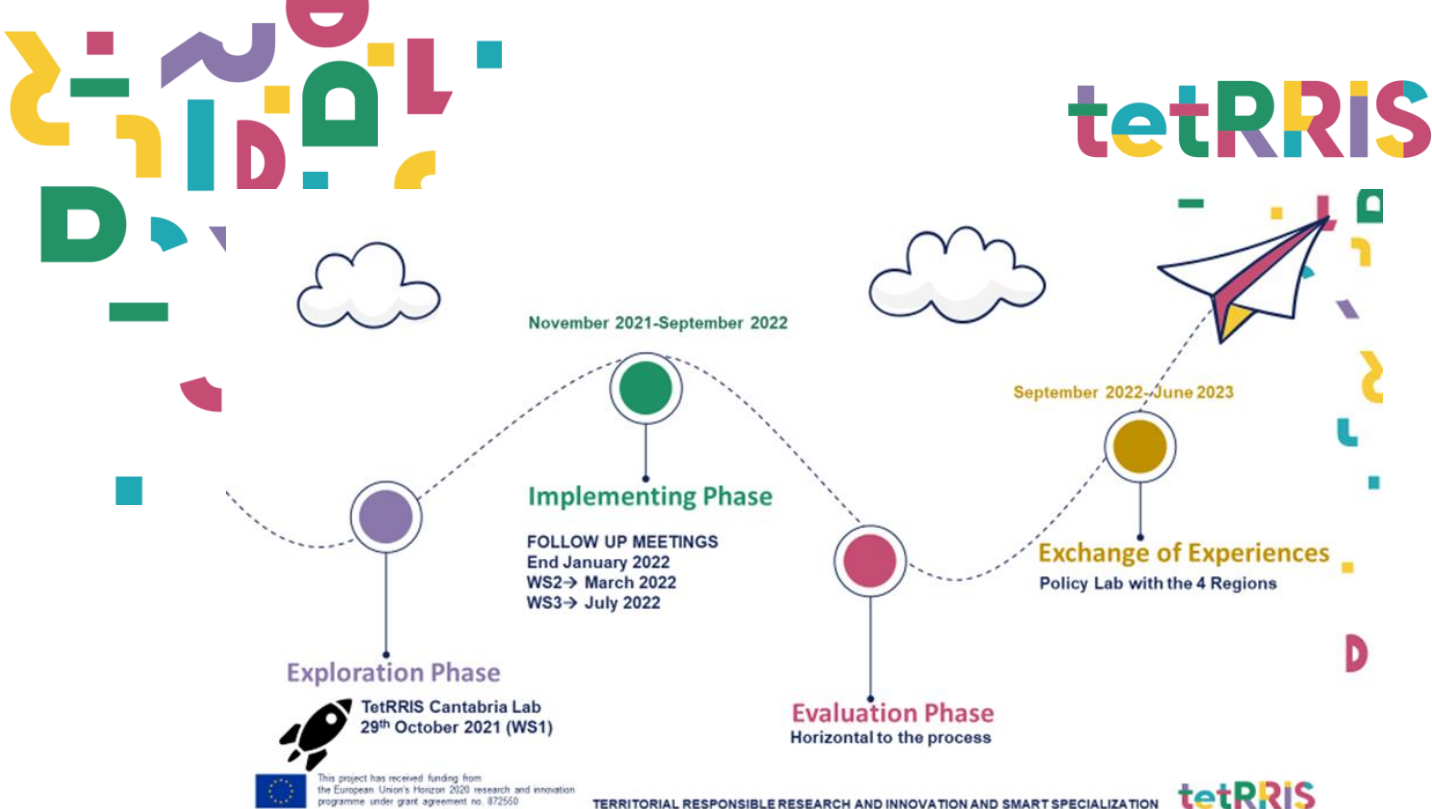 tetRRIS
November 2021-September 2022
September 2022-June 2023
Implementing Phase
FOLLOW UP MEETINGS
End January 2022
WS2→ March 2022
WS3→ July 2022
Exchange of Experiences
Policy Lab with the 4 Regions
Exploration Phase
TetRRIS Cantabria Lab
29th October 2021 (WS1)
Evaluation Phase
Horizontal to the process
This project has received funding from
the European Union's Horizon 2020 research and innovation
programme under grant agreement no. 872550
TERRITORIAL RESPONSIBLE RESEARCH AND INNOVATION AND SMART SPECIALIZATION
tetRRIS